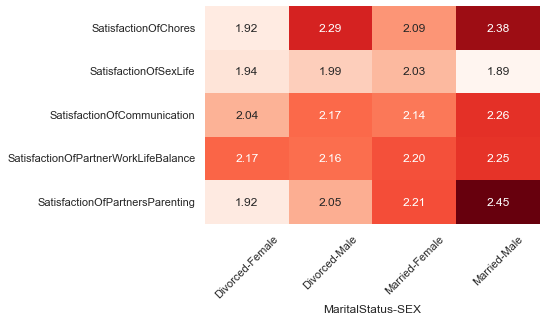 SatisfactionOfChores 1.92 2.29 2.09 2.38
SatisfactionOfSexLife 1.94 1.99 2.03 1.89
SatisfactionOfCommunication 2.04 2.17 2.14 2.26
SatisfactionOfPartnerWorkLifeBalance 2.17 2.16 2.20 2.25
SatisfactionOfPartnersParenting 1.92 2.05 2.21 2.45
Divorced-Female Divorced-Male Married-Female Married-Male
MaritalStatus-SEX